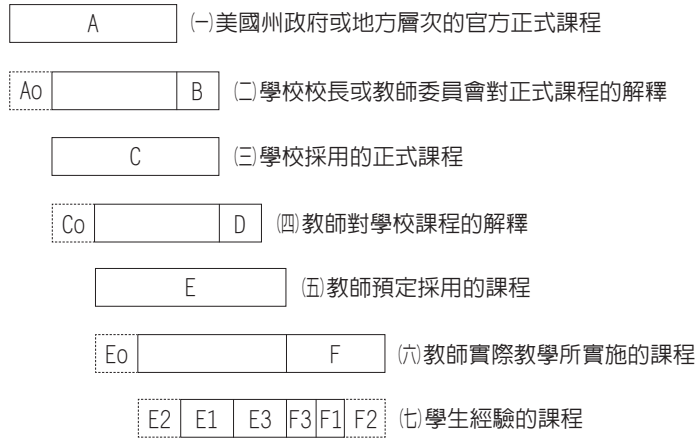 A ㈠美國州政府或地方層次的官方正式課程
Ao B ㈡學校校長或教師委員會對正式課程的解釋
C ㈢學校採用的正式課程
Co D ㈣教師對學校課程的解釋
E ㈤教師預定採用的課程
Eo F ㈥教師實際教學所實施的課程
E2 E1 E3 F3 F1 F2 ㈦學生經驗的課程